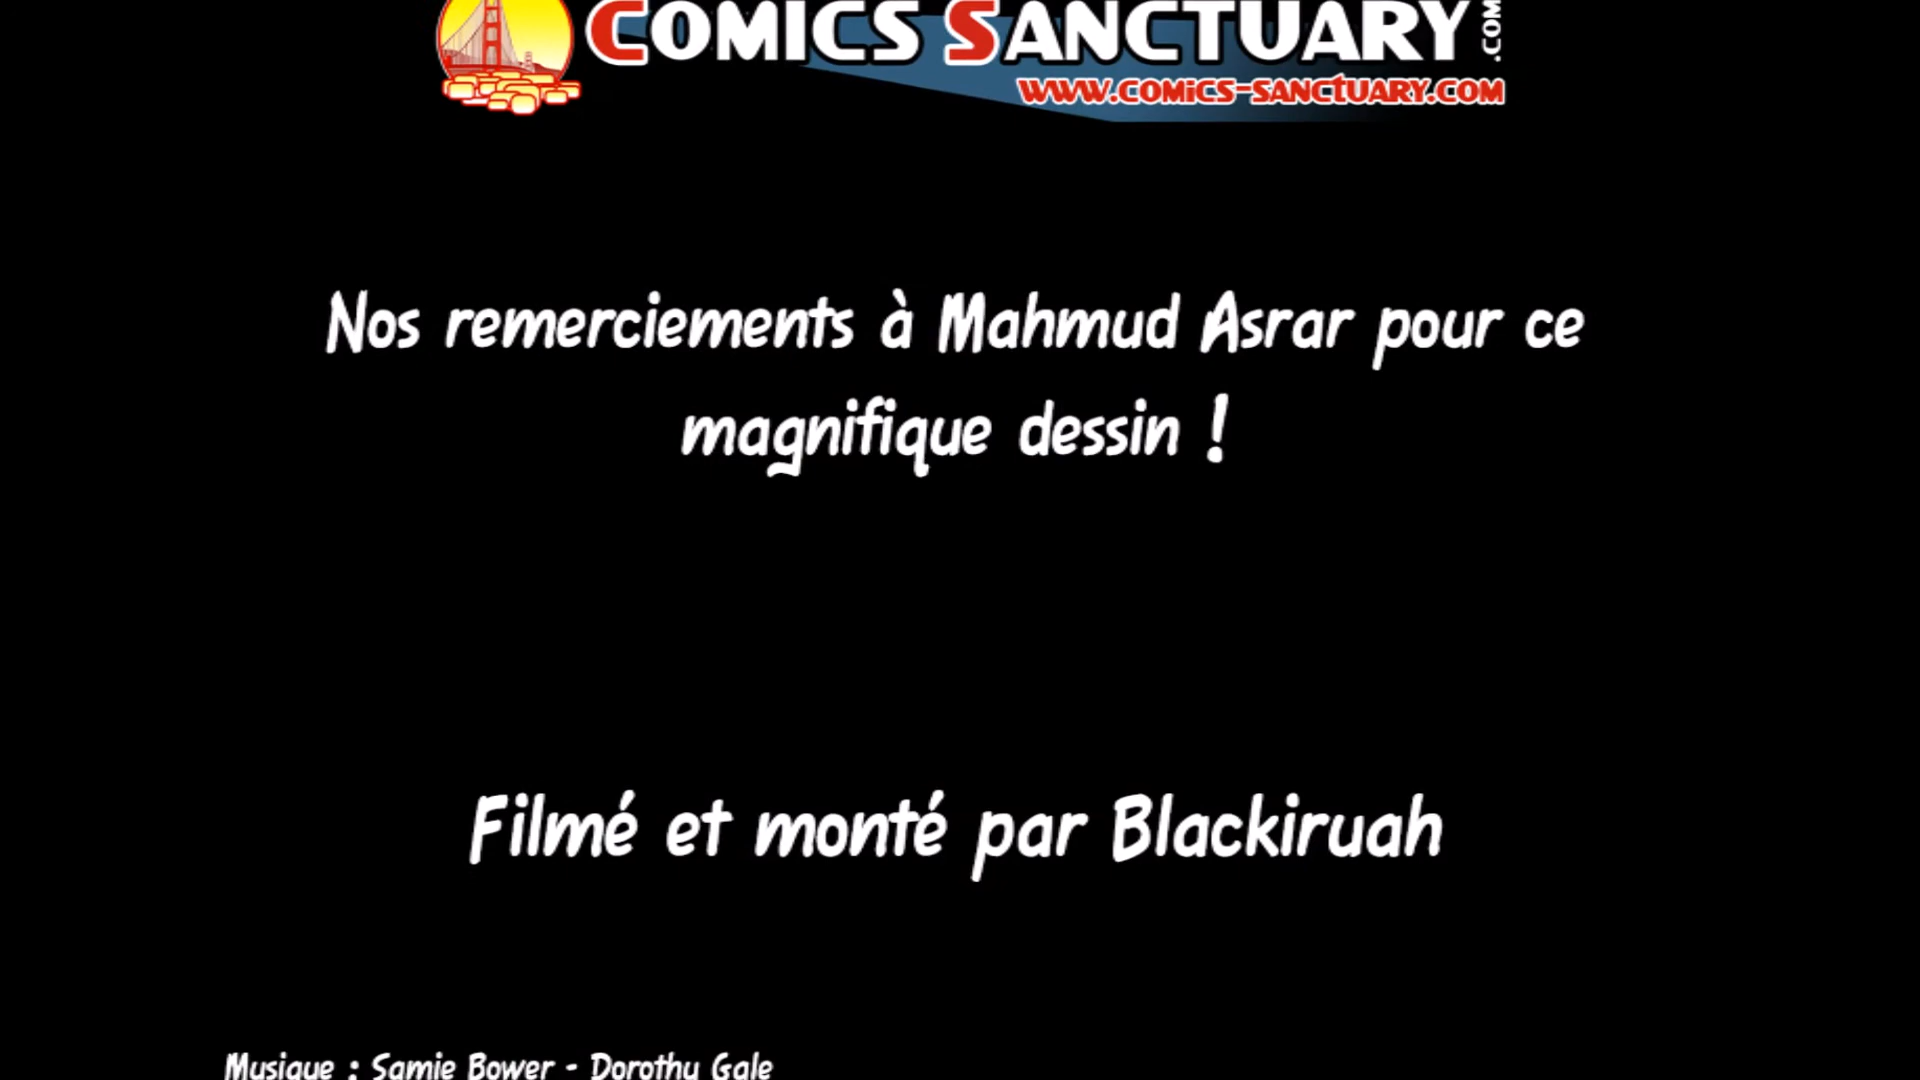 COMICS SANCTUARY .COM
www.comics-sanctuary.com
Nos remerciements à Mahmud Asrar pour ce
magnifique dessin !
Filmé et monté par Blackiruah
Musique : Samie Bower - Dorothy Gale